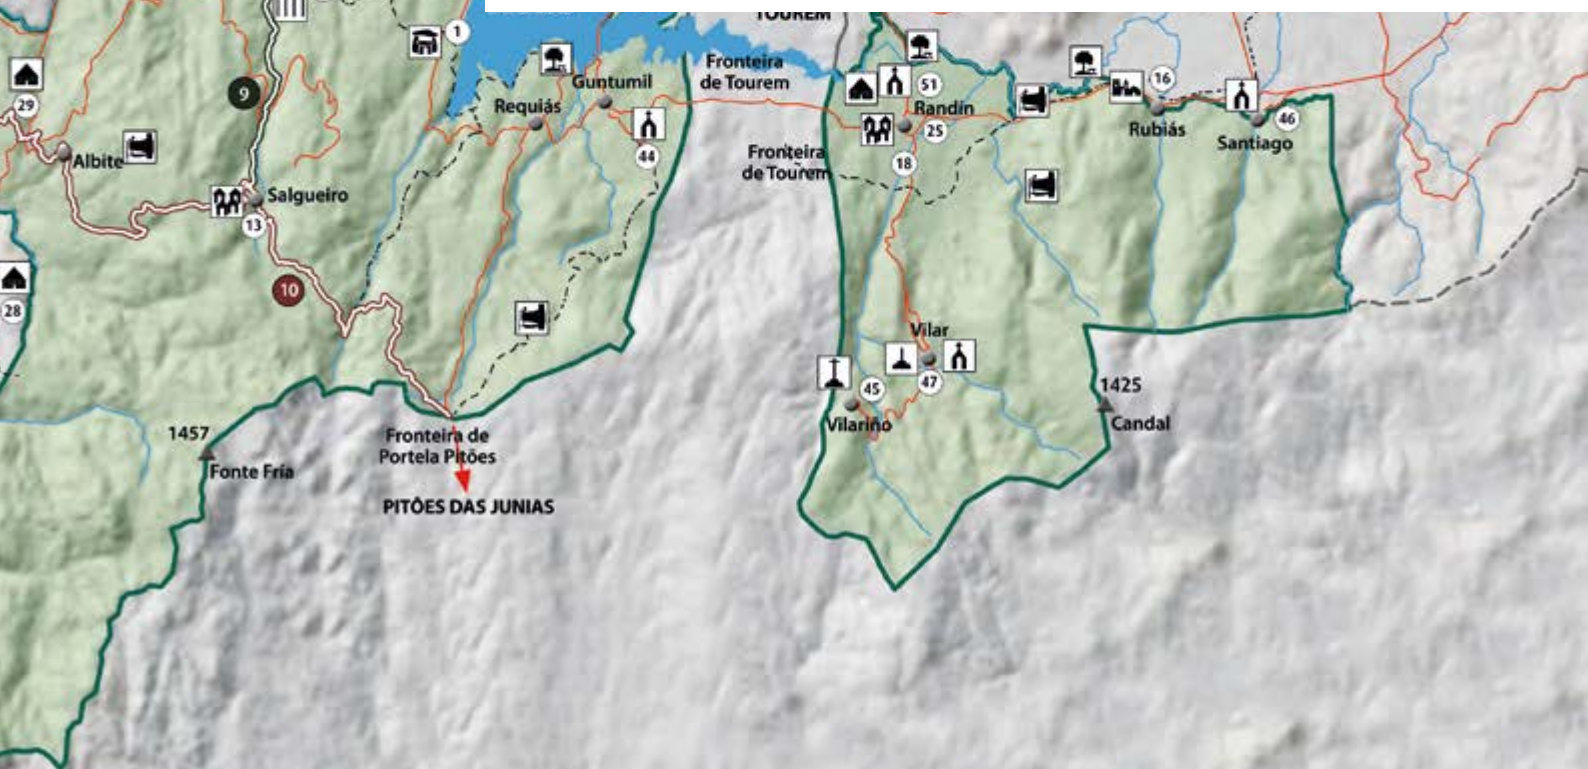 TOUREM
1
29
9
Albite
Salgueiro
13
10
28
Requiás
Guntumil
44
Fronteira
de Tourem
Fronteira
de Tourem
51
Randín
25
18
16
Rubiás
46
Santiago
Vilar
47
45
Vilariño
1425
Candal
1457
Fonte Fría
Fronteira de
Portela Pitões
PITÕES DAS JUNIAS